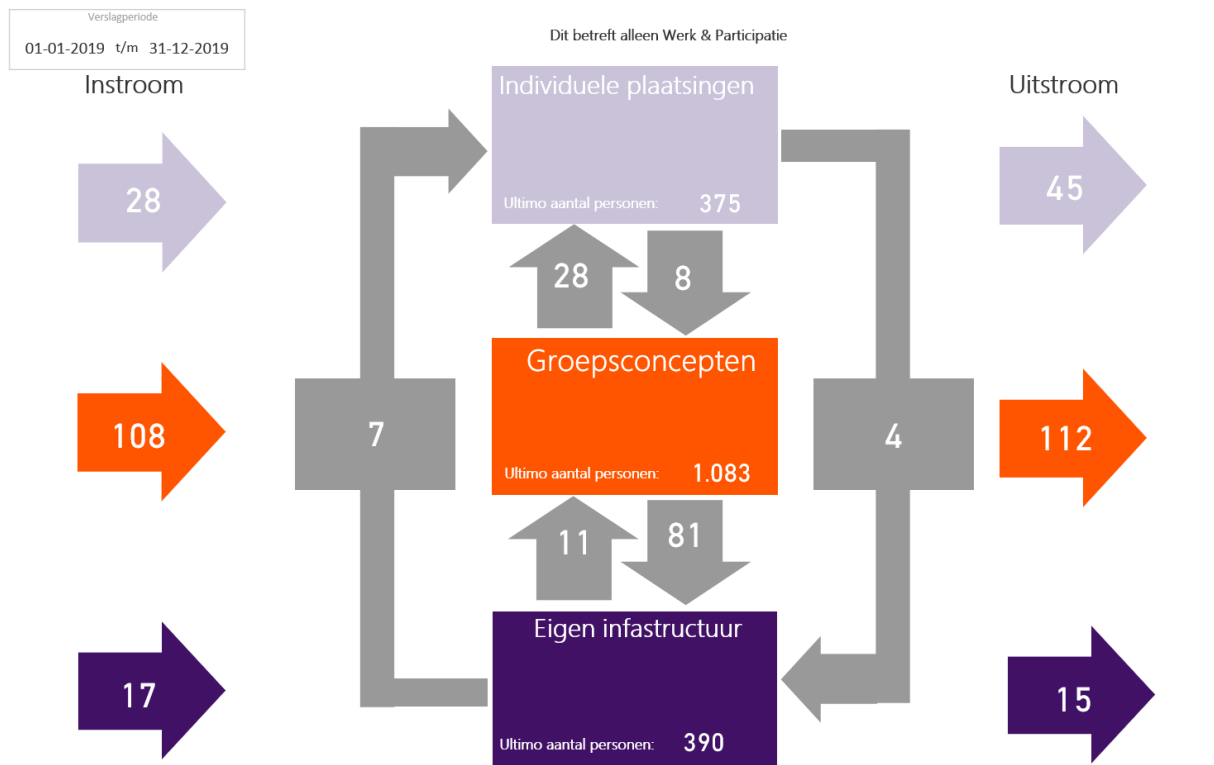 Verslagperiode
01-01-2019 t/m 31-12-2019
Dit betreft alleen Werk & Participatie
Instroom
Uitstroom
Individuele plaatsingen
28
45
Ultimo aantal personen: 375
28
8
Groepsconcepten
108
7
4
112
Ultimo aantal personen: 1.083
11
81
Eigen infastructuur
17
15
Ultimo aantal personen: 390